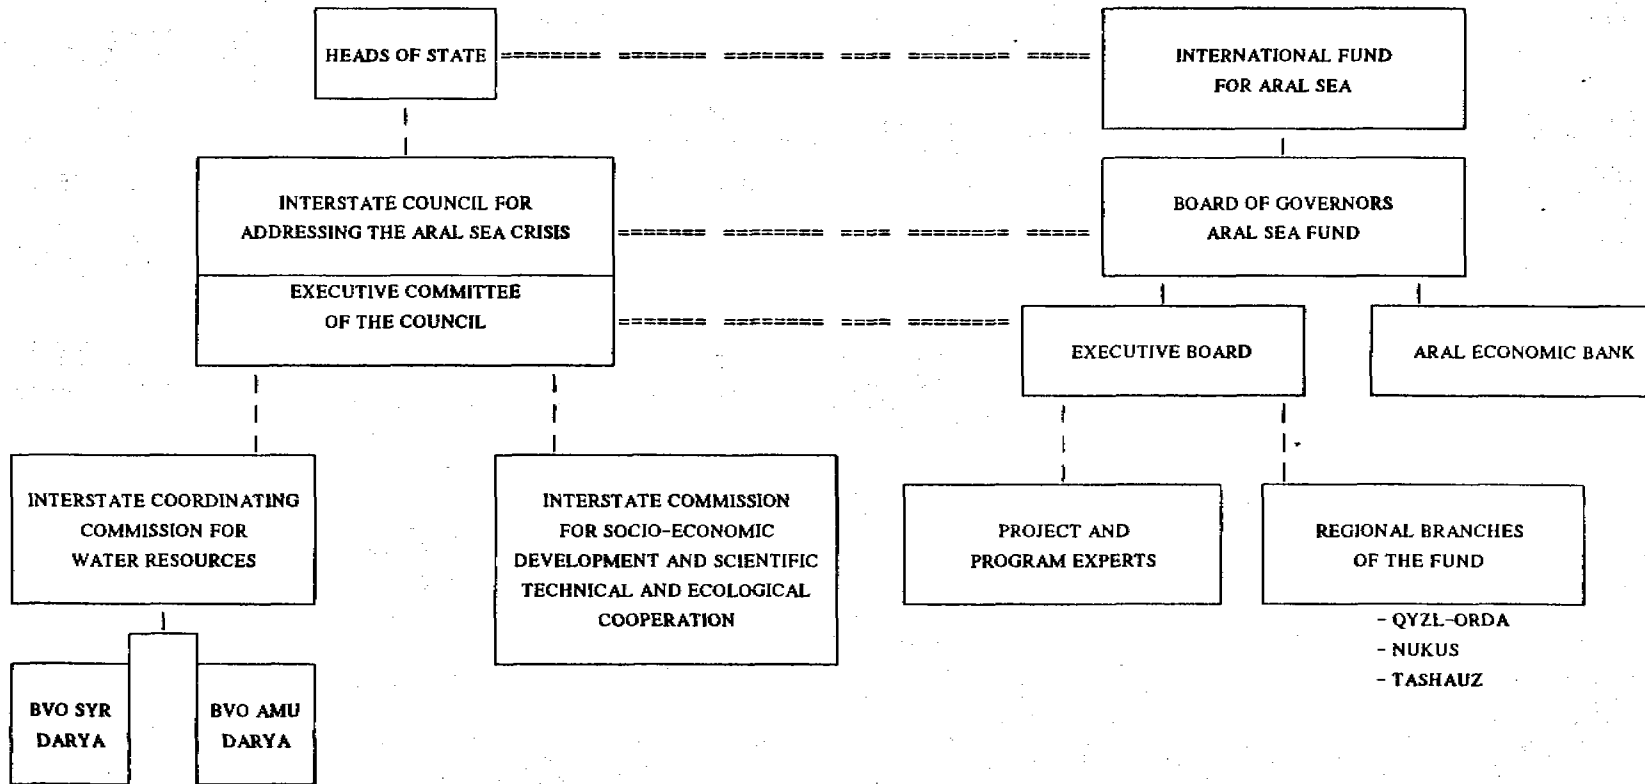 HEADS OF STATE
INTERNATIONAL FUND
FOR ARAL SEA
INTERSTATE COUNCIL FOR
ADDRESSING THE ARAL SEA CRISIS
BOARD OF GOVERNORS
ARAL SEA FUND
EXECUTIVE COMMITTEE
OF THE COUNCIL
EXECUTIVE BOARD
ARAL ECONOMIC BANK
INTERSTATE COORDINATING
COMMISSION FOR
WATER RESOURCES
INTERSTATE COMMISSION
FOR SOCIO-ECONOMIC
DEVELOPMENT AND SCIENTIFIC
TECHNICAL AND ECOLOGICAL
COOPERATION
PROJECT AND
PROGRAM EXPERTS
REGIONAL BRANCHES
OF THE FUND
- QYZL-ORDA
- NUKUS
- TASHAUZ
BVO SYR
DARYA
BVO AMU
DARYA